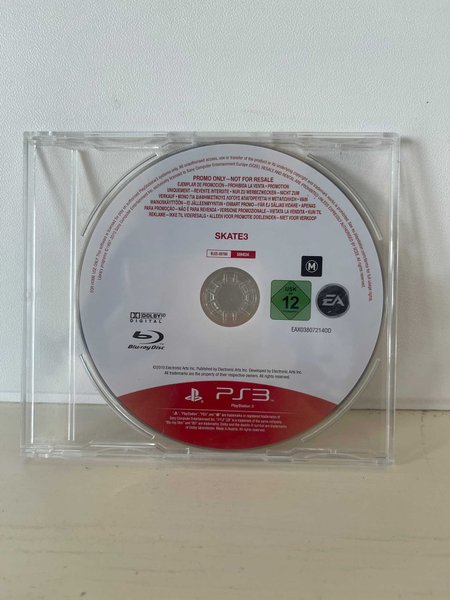 PROMO ONLY—NOT FOR RESALE
EJEMPLAR DE PROMOCIÓN • PROHIBIDA LA VENTA • PROMOTION
UNIQUEMENT • REVENTE INTERDITE • NUR ZU WERBEZWECKEN • NICHT ZUM
VERKAUF • ΜΟΝΟ ΓΙΑ ΔΙΑΦΗΜΙΣΤΙΚΟΥΣ ΛΟΓΟΥΣ ΑΠΑΓΟΡΕΥΕΤΑΙ Η ΜΕΤΑΠΩΛΗΣΗ • VAIN
MAINOSKÄYTTÖÖN • EI JÄLLEENMYYNTIIN • ENBART PROMO • FÅR EJ SÄLJAS VIDARE • APENAS
PARA PROMOÇÃO • NÃO É PARA REVENDA • VERSIONE PROMOZIONALE • VIETATA LA VENDITA • KUN TIL
REKLAME • IKKE TIL VIDERESALG • ALLEEN VOOR PROMOTIE DOELEINDEN • NIET VOOR VERKOOP
SKATE3
M
USK
12
EA
EAX03807214OD
DOLBY
DIGITAL
Blu-ray Disc
©2010 Electronic Arts Inc. Published by Electronic Arts Inc. Developed by Electronic Arts Inc.
All trademarks are the property of their respective owners. All rights reserved.
PS3
PlayStation 3